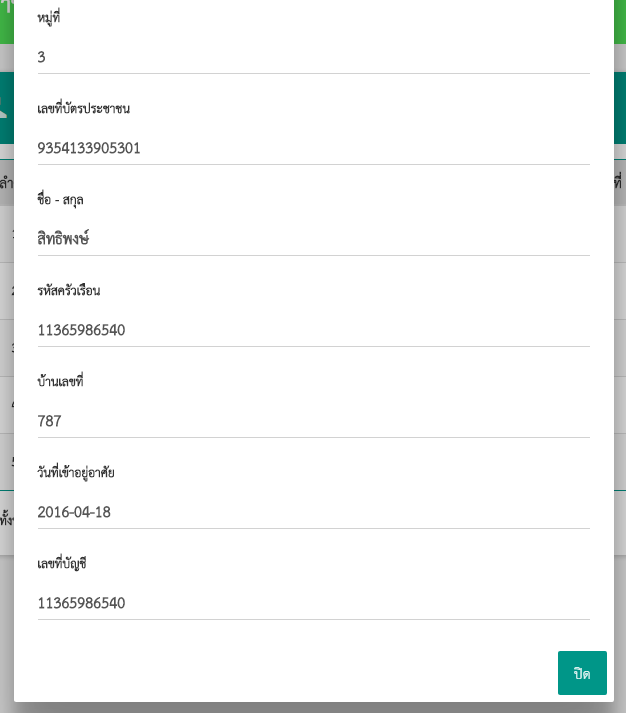 หมู่ที่
3
เลขที่บัตรประชาชน
9354133905301
ชื่อ - สกุล
สิทธิพงษ์
รหัสครัวเรือน
11365986540
บ้านเลขที่
787
วันที่เข้าอยู่อาศัย
2016-04-18
เลขที่บัญชี
11365986540
ปิด